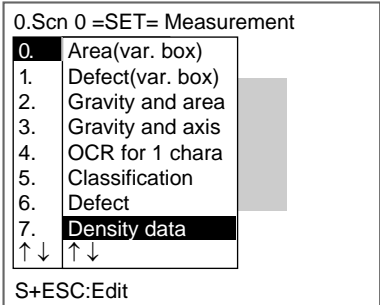 0.Scn 0 =SET= Measurement
0. Area(var. box)
1. Defect(var. box)
2. Gravity and area
3. Gravity and axis
4. OCR for 1 chara
5. Classification
6. Defect
7. Density data
↑↓ ↑↓
S+ESC:Edit